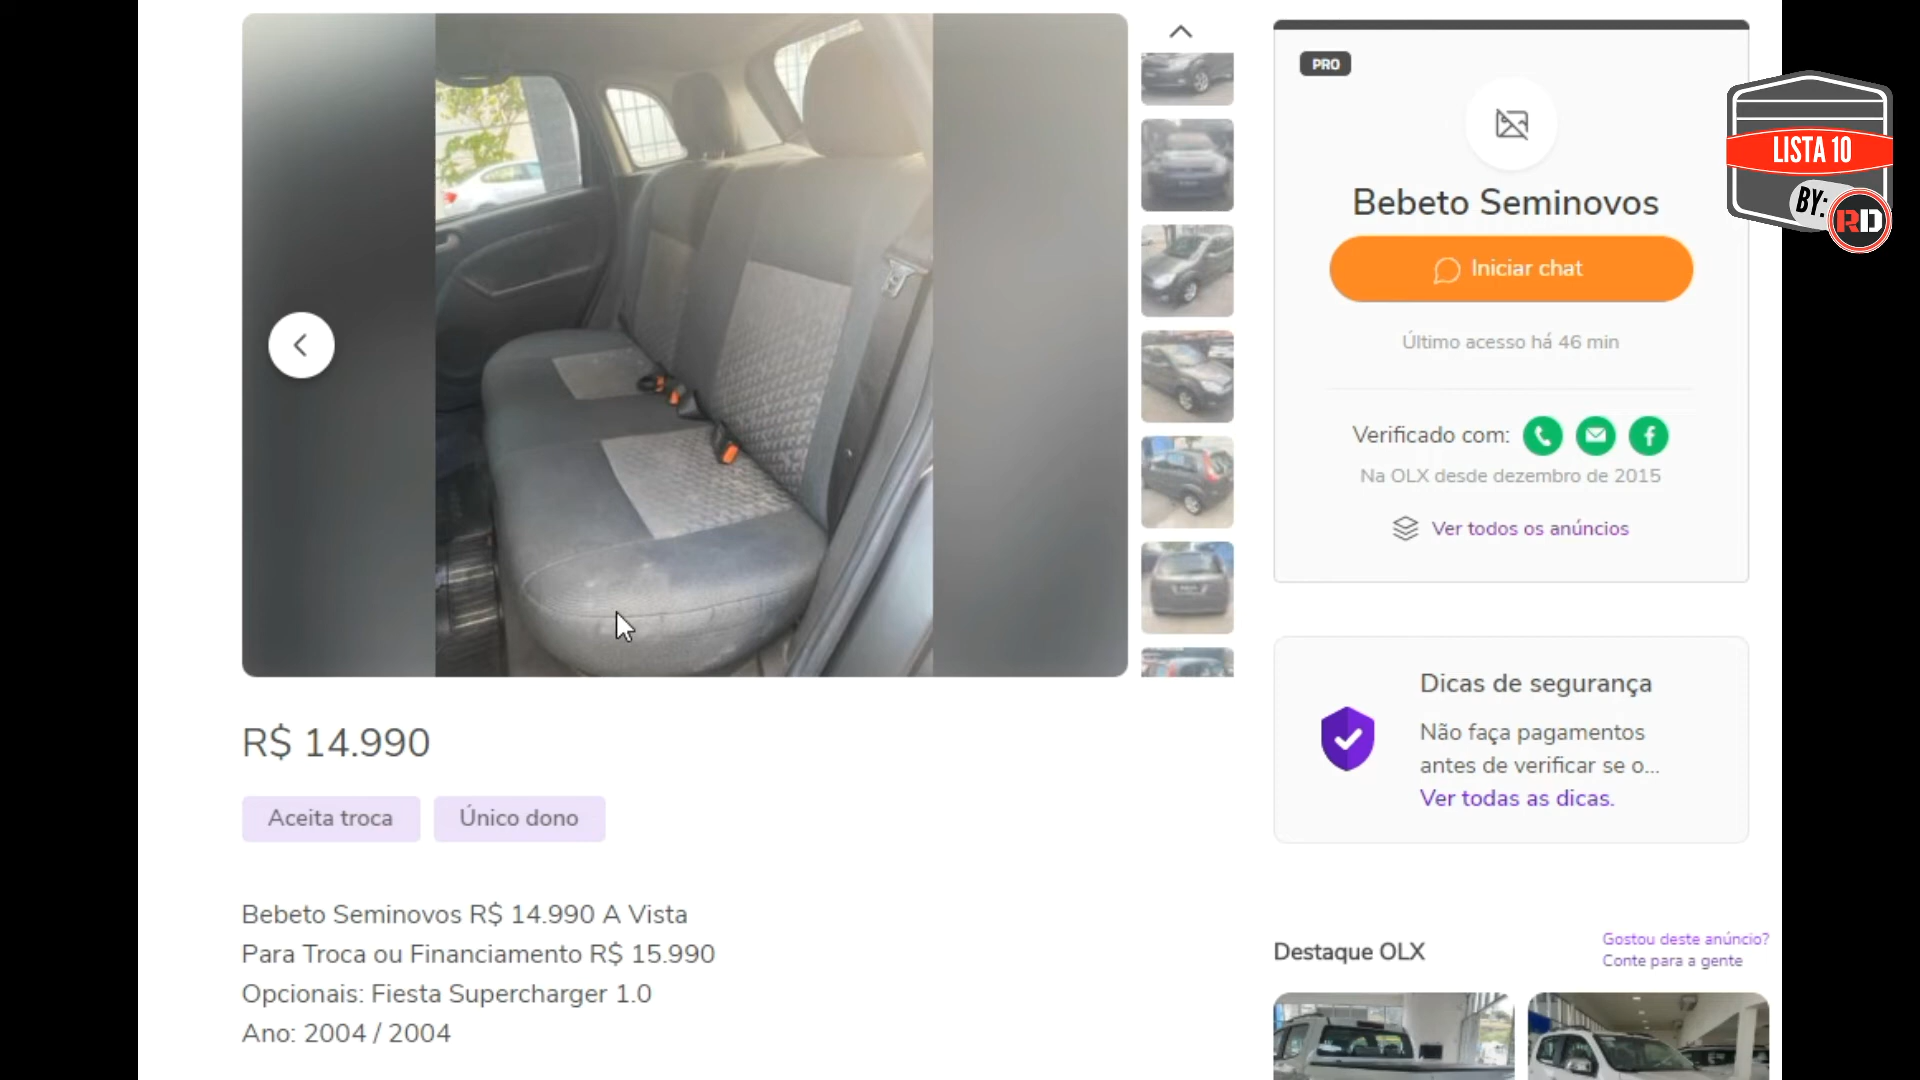 PRO
LISTA 10
BY:
RD
Bebeto Seminovos
Iniciar chat
Último acesso há 46 min
Verificado com:
Na OLX desde dezembro de 2015
Ver todos os anúncios
Dicas de segurança
Não faça pagamentos
antes de verificar se o...
Ver todas as dicas.
R$ 14.990
Aceita troca
Único dono
Bebeto Seminovos R$ 14.990 A Vista
Para Troca ou Financiamento R$ 15.990
Opcionais: Fiesta Supercharger 1.0
Ano: 2004 / 2004
Destaque OLX
Gostou deste anúncio?
Conte para a gente